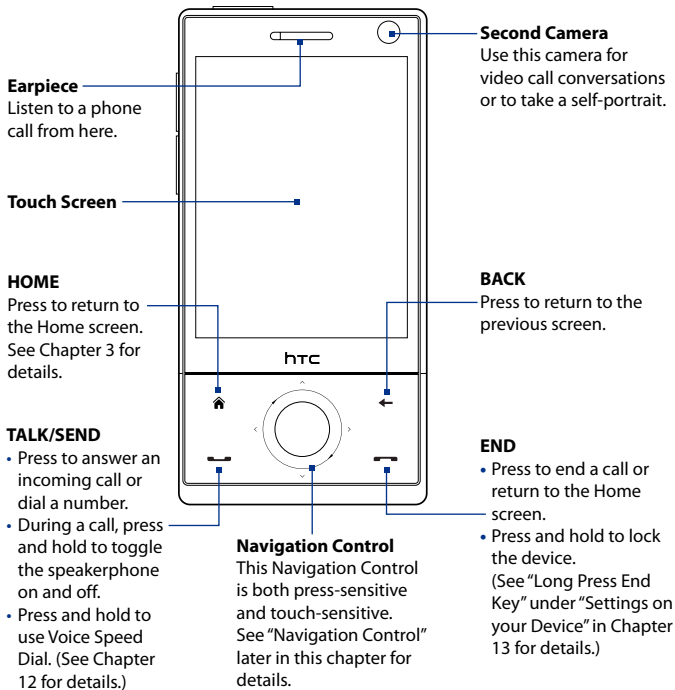 Second Camera
Use this camera for
video call conversations
or to take a self-portrait.
Earpiece
Listen to a phone
call from here.
Touch Screen
HOME
Press to return to
the Home screen.
See Chapter 3 for
details.
BACK
Press to return to the
previous screen.
hTC
TALK/SEND
• Press to answer an
incoming call or
dial a number.
• During a call, press
and hold to toggle
the speakerphone
on and off.
• Press and hold to
use Voice Speed
Dial. (See Chapter
12 for details.)
Navigation Control
This Navigation Control
is both press-sensitive
and touch-sensitive.
See “Navigation Control”
later in this chapter for
details.
END
• Press to end a call or
return to the Home
screen.
• Press and hold to lock
the device.
(See “Long Press End
Key” under “Settings on
your Device” in Chapter
13 for details.)